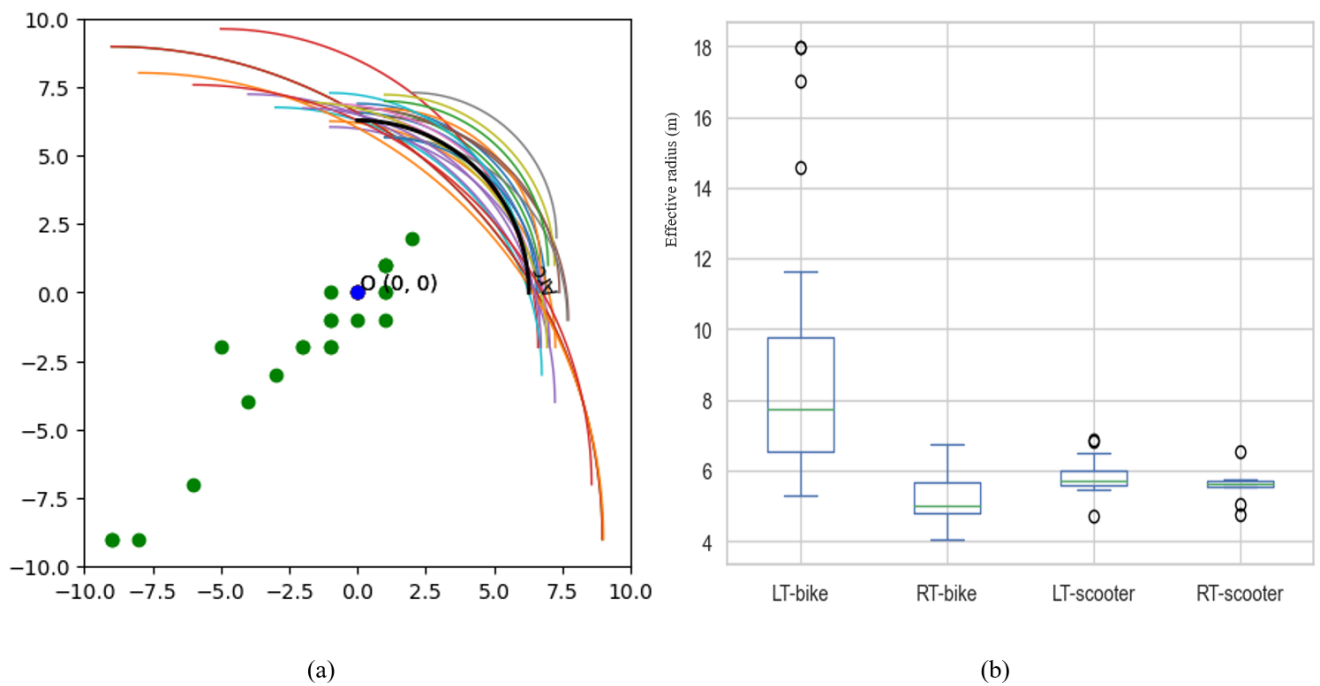 10.0
7.5
5.0
2.5
0.0
−2.5
−5.0
−7.5
−10.0
−10.0 −7.5 −5.0 −2.5 0.0 2.5 5.0 7.5 10.0
O (0, 0)
(a)
Effective radius (m)
18
16
14
12
10
8
6
4
LT-bike RT-bike LT-scooter RT-scooter
(b)